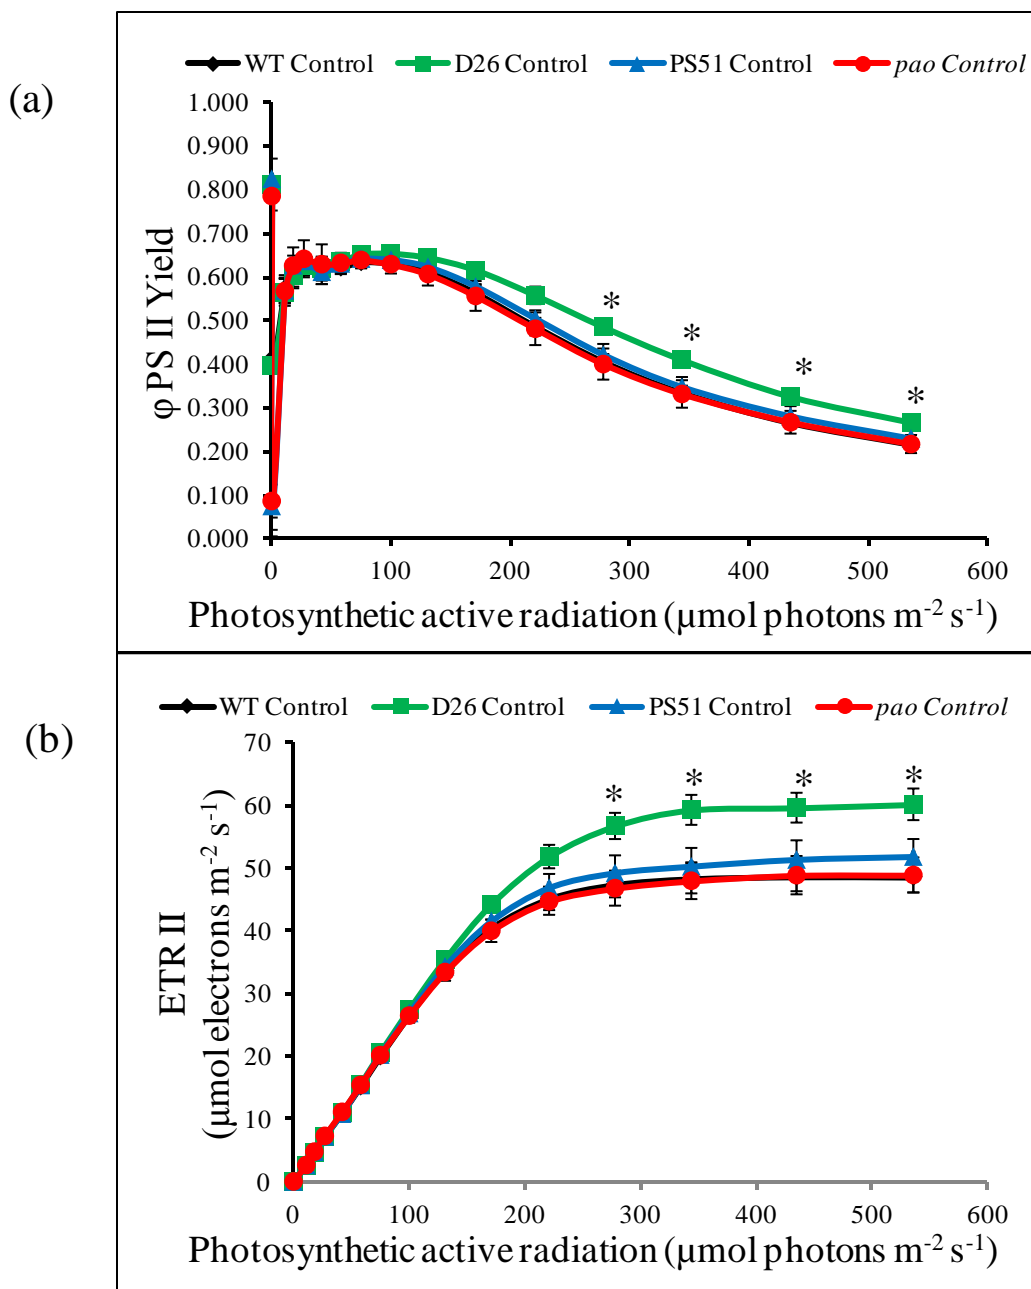 (a)
WT Control D26 Control PS51 Control pao Control
1.000
0.900
0.800
0.700
0.600
0.500
0.400
0.300
0.200
0.100
0.000
φ PS II Yield
* * * *
0 100 200 300 400 500 600
Photosynthetic active radiation (µmol photons m-2 s-1)
(b)
WT Control D26 Control PS51 Control pao Control
70
60
50
40
30
20
10
0
ETR II
(µmol electrons m-2 s-1)
* * * *
0 100 200 300 400 500 600
Photosynthetic active radiation (µmol photons m-2 s-1)